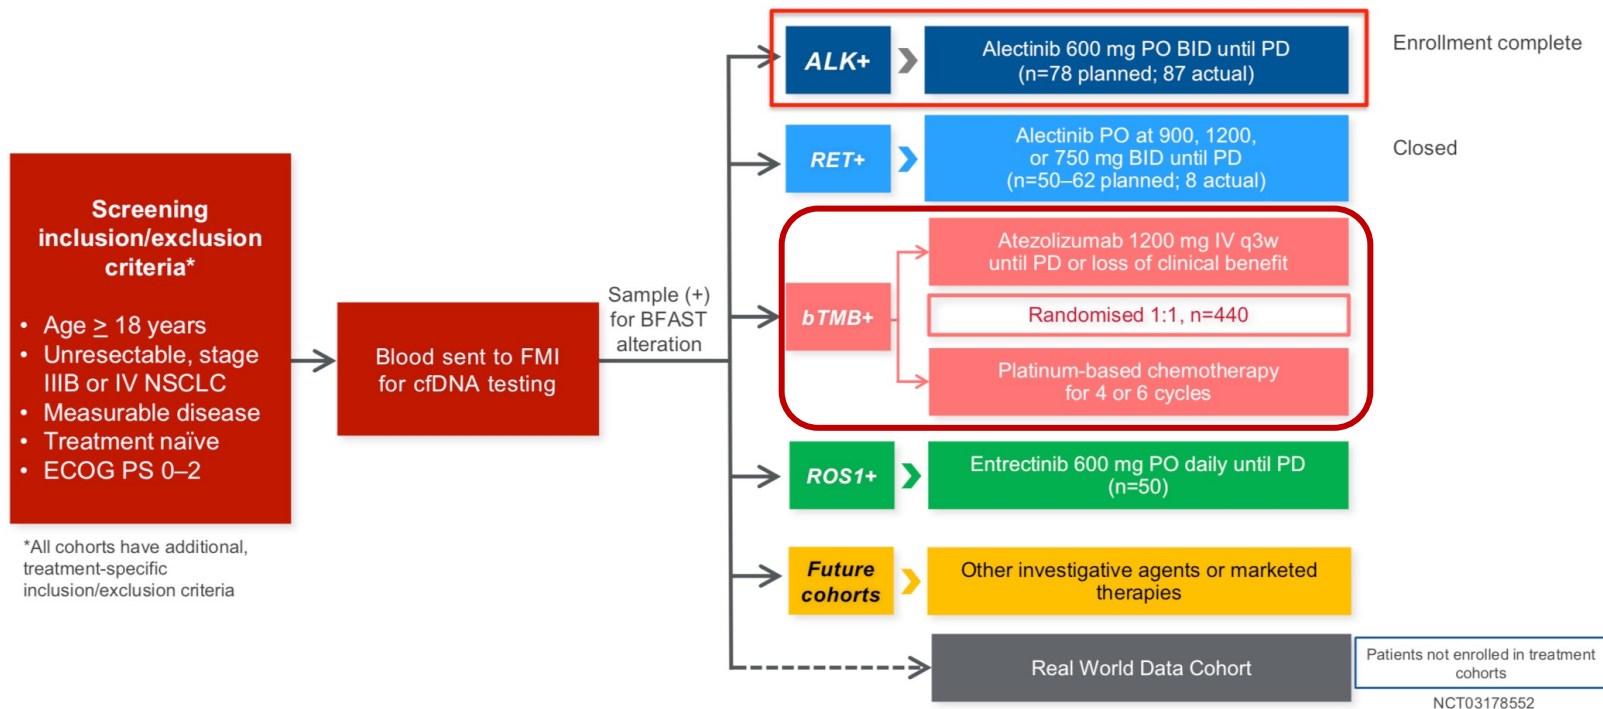 Screening
inclusion/exclusion
criteria*
• Age ≥ 18 years
• Unresectable, stage
IIIB or IV NSCLC
• Measurable disease
• Treatment naïve
• ECOG PS 0–2
*All cohorts have additional,
treatment-specific
inclusion/exclusion criteria
Blood sent to FMI
for cfDNA testing
Sample (+)
for BFAST
alteration
ALK+
Alectinib 600 mg PO BID until PD
(n=78 planned; 87 actual)
Enrollment complete
RET+
Alectinib PO at 900, 1200,
or 750 mg BID until PD
(n=50–62 planned; 8 actual)
Closed
bTMB+
Atezolizumab 1200 mg IV q3w
until PD or loss of clinical benefit
Randomised 1:1, n=440
Platinum-based chemotherapy
for 4 or 6 cycles
ROS1+
Entrectinib 600 mg PO daily until PD
(n=50)
Future
cohorts
Other investigative agents or marketed
therapies
Real World Data Cohort
Patients not enrolled in treatment
cohorts
NCT03178552